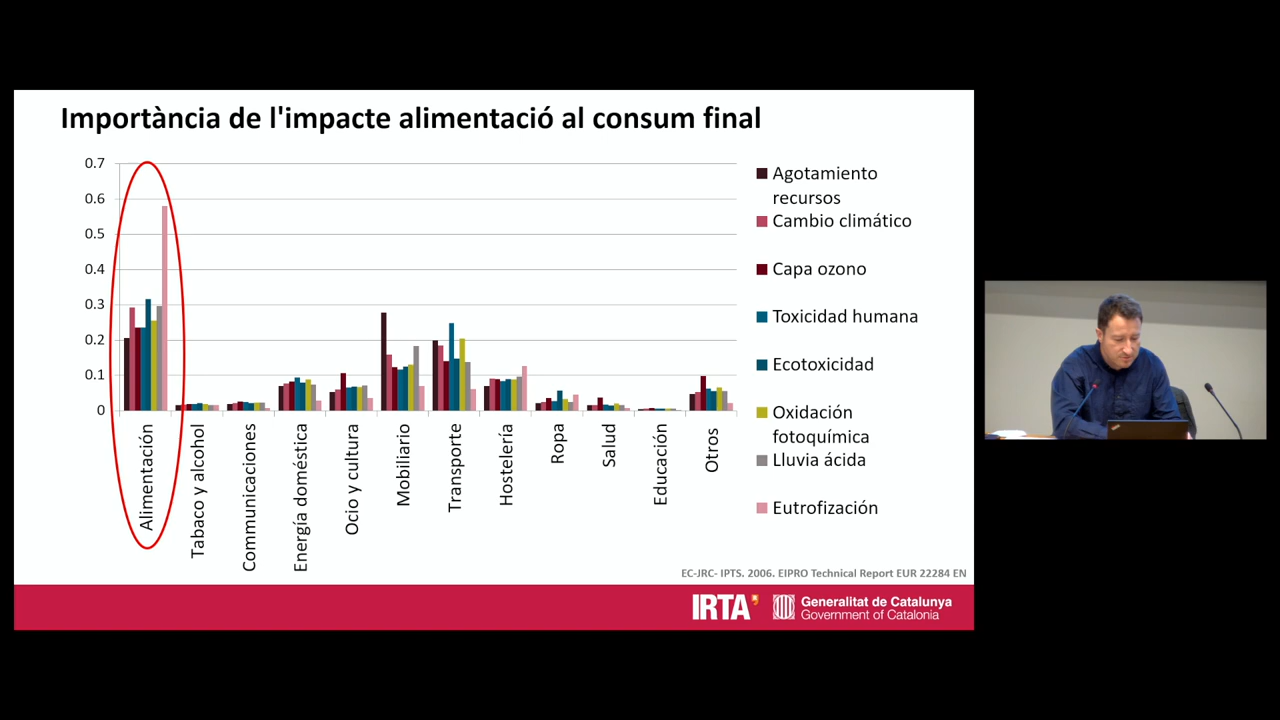 Importància de l'impacte alimentació al consum final
0.7
0.6
0.5
0.4
0.3
0.2
0.1
0
Alimentación
Tabaco y alcohol
Communicaciones
Energía doméstica
Ocio y cultura
Mobiliario
Transporte
Hostelería
Ropa
Salud
Educación
Otros
Agotamiento
recursos
Cambio climático
Capa ozono
Toxicidad humana
Ecotoxicidad
Oxidación
fotoquímica
Lluvia ácida
Eutrofización
EC-JRC- IPTS. 2006. EIPRO Technical Report EUR 22284 EN
IRTA
Generalitat de Catalunya
Government of Catalonia